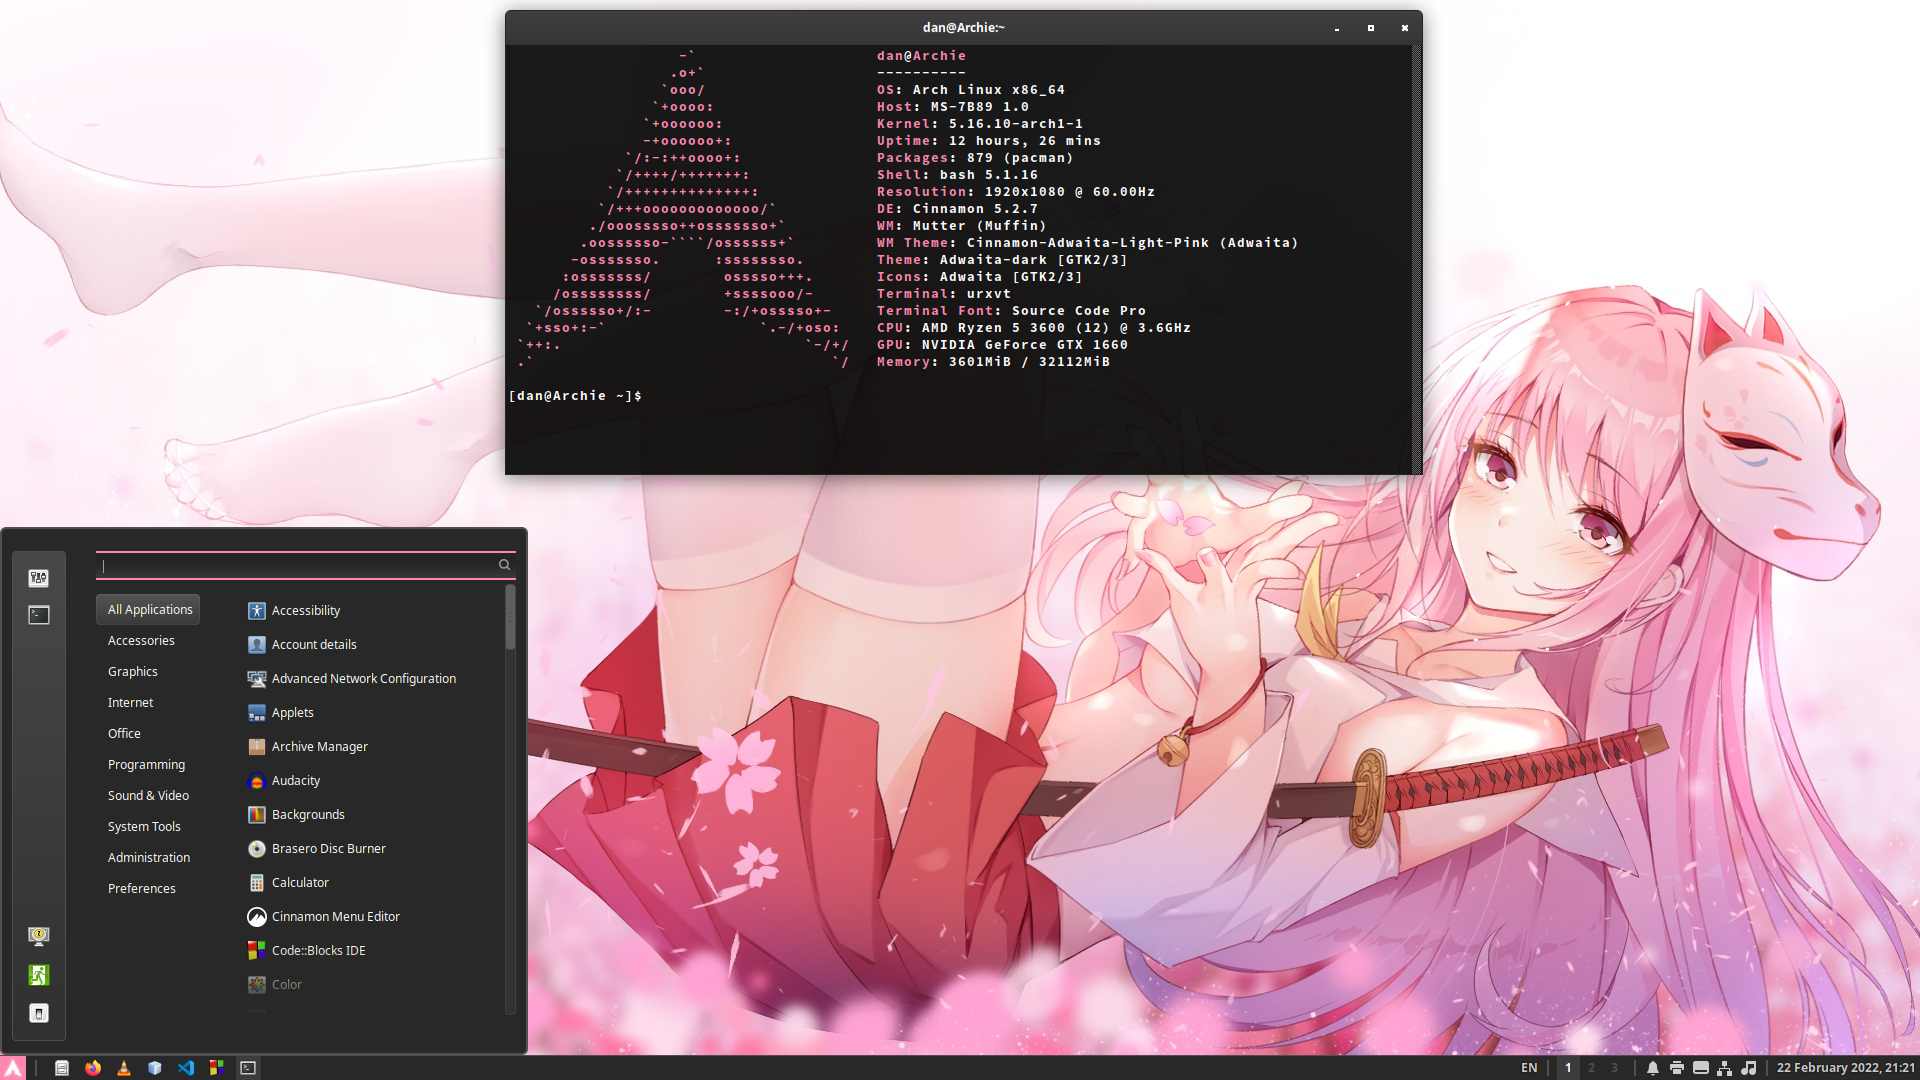 dan@Archie:~
-`
.o+`
`ooo/
`+oooo:
`+oooooo:
-+oooooo+:
`/:-:++oooo+:
`/++++/+++++++:
`/++++++++++++++:
`/+++ooooooooooooo/`
./ooosssso++osssssso+`
.oossssso-````/ossssss+`
-osssssso.      :ssssssso.
:osssssss/        osssso+++.
/ossssssss/        +ssssooo/-
`/ossssso+/:-        -:/+osssso+-
`+sso+:-`                 `.-/+oso:
`++:.                           `-/+/
.`                                 `/
dan@Archie
----------
OS: Arch Linux x86_64
Host: MS-7B89 1.0
Kernel: 5.16.10-arch1-1
Uptime: 12 hours, 26 mins
Packages: 879 (pacman)
Shell: bash 5.1.16
Resolution: 1920x1080 @ 60.00Hz
DE: Cinnamon 5.2.7
WM: Mutter (Muffin)
WM Theme: Cinnamon-Adwaita-Light-Pink (Adwaita)
Theme: Adwaita-dark [GTK2/3]
Icons: Adwaita [GTK2/3]
Terminal: urxvt
Terminal Font: Source Code Pro
CPU: AMD Ryzen 5 3600 (12) @ 3.6GHz
GPU: NVIDIA GeForce GTX 1660
Memory: 3601MiB / 32112MiB
[dan@Archie ~]$
All Applications
Accessories
Graphics
Internet
Office
Programming
Sound & Video
System Tools
Administration
Preferences
Accessibility
Account details
Advanced Network Configuration
Applets
Archive Manager
Audacity
Backgrounds
Brasero Disc Burner
Calculator
Cinnamon Menu Editor
Code::Blocks IDE
Color
EN
1 2 3
22 February 2022, 21:21